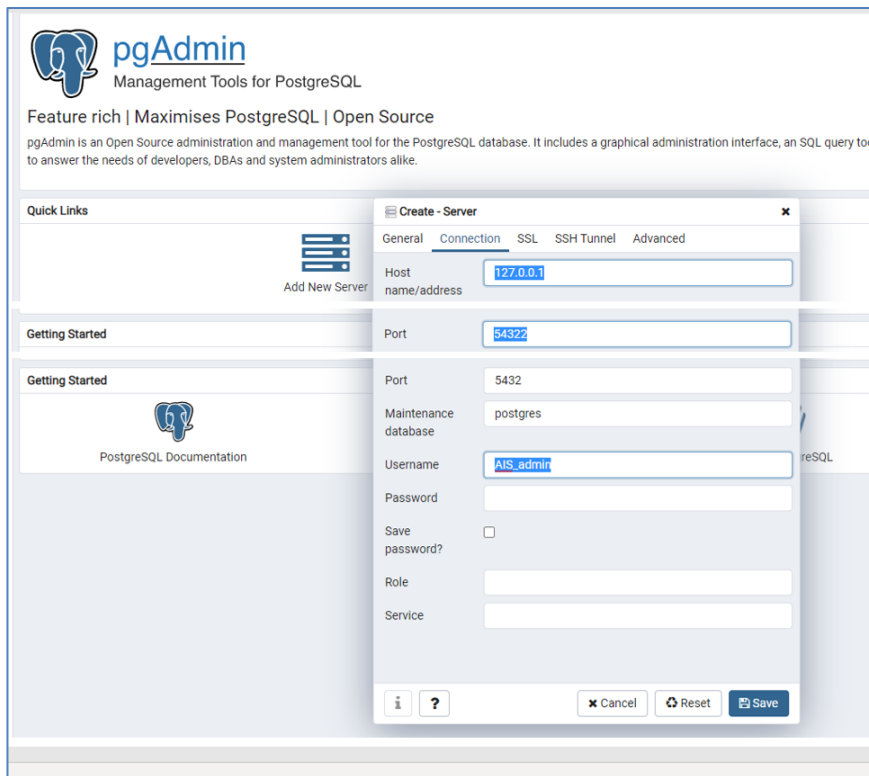 pgAdmin
Management Tools for PostgreSQL
Feature rich | Maximises PostgreSQL | Open Source
pgAdmin is an Open Source administration and management tool for the PostgreSQL database. It includes a graphical administration interface, an SQL query
to answer the needs of developers, DBAs and system administrators alike.
Quick Links
Add New Server
Create - Server
General Connection SSL SSH Tunnel Advanced
Host name/address 127.0.0.1
Getting Started
Port 54322
Getting Started
PostgreSQL Documentation
Port 5432
Maintenance database postgres
Username AIS_admin
Password
Save password?
Role
Service
i ? Cancel Reset Save